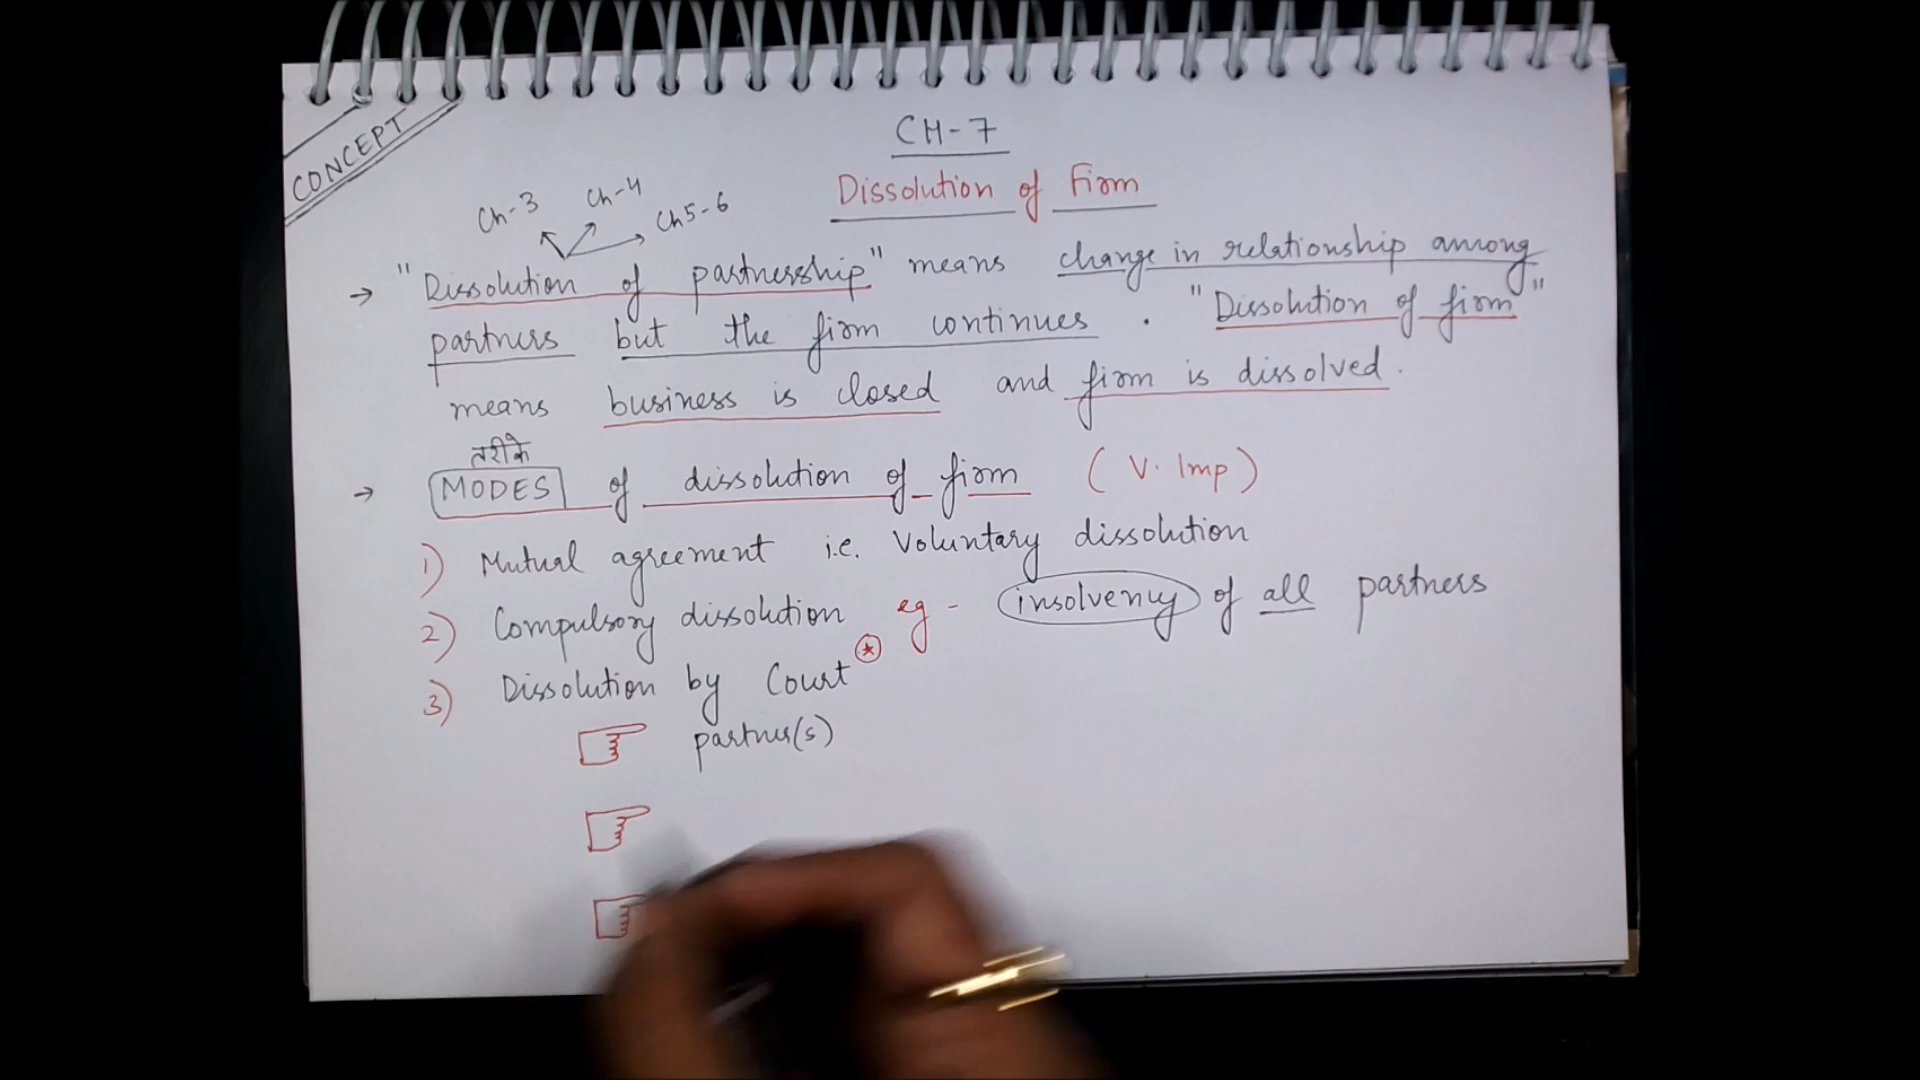 CONCEPT
CH-7
Dissolution of Firm
Ch-3 Ch-4 Ch5-6
→ "Dissolution of partnership" means change in relationship among
partners but the firm continues. "Dissolution of firm"
means business is closed and firm is dissolved.
तरीके
→ MODES of dissolution of firm (V. Imp)
1) Mutual agreement i.e. Voluntary dissolution
2) Compulsory dissolution eg - insolvency of all partners
3) Dissolution by Court
partner(s)